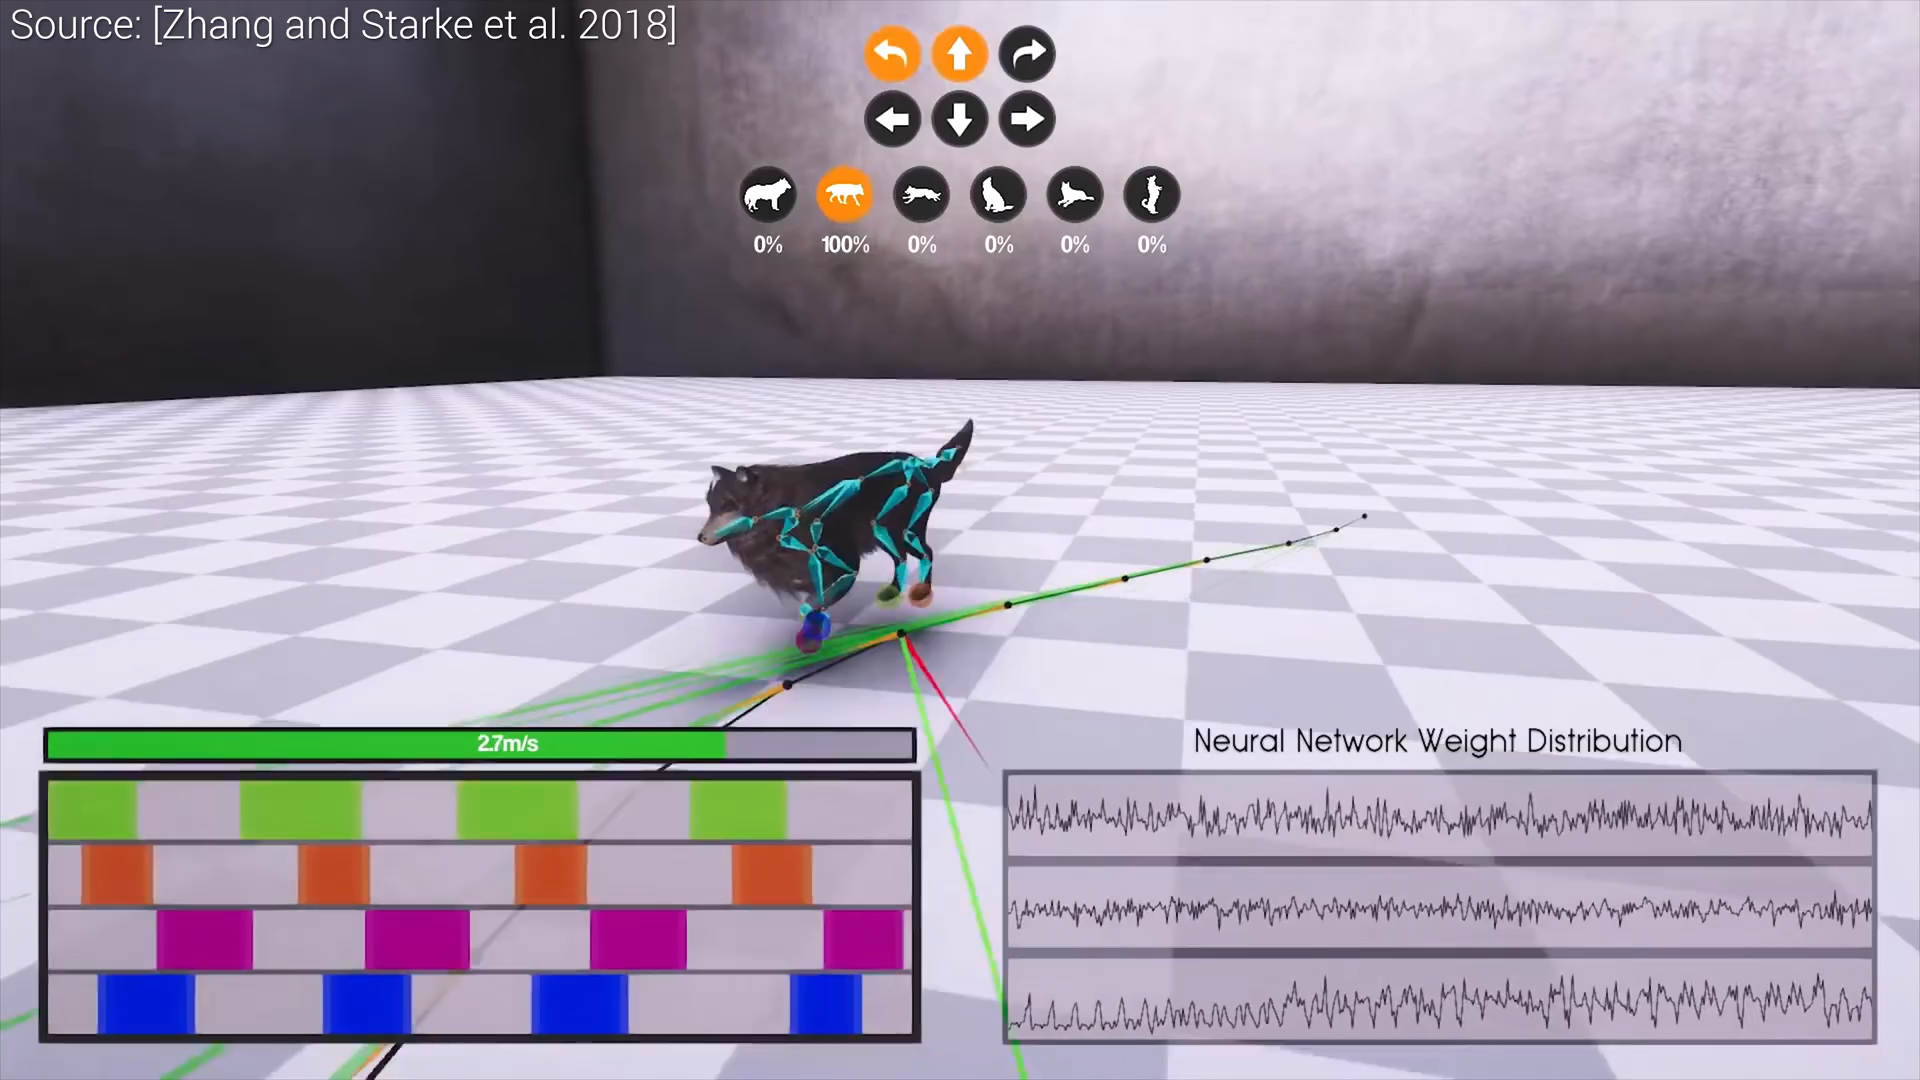 Source: [Zhang and Starke et al. 2018]
0% 100% 0% 0% 0% 0%
2.7m/s
Neural Network Weight Distribution